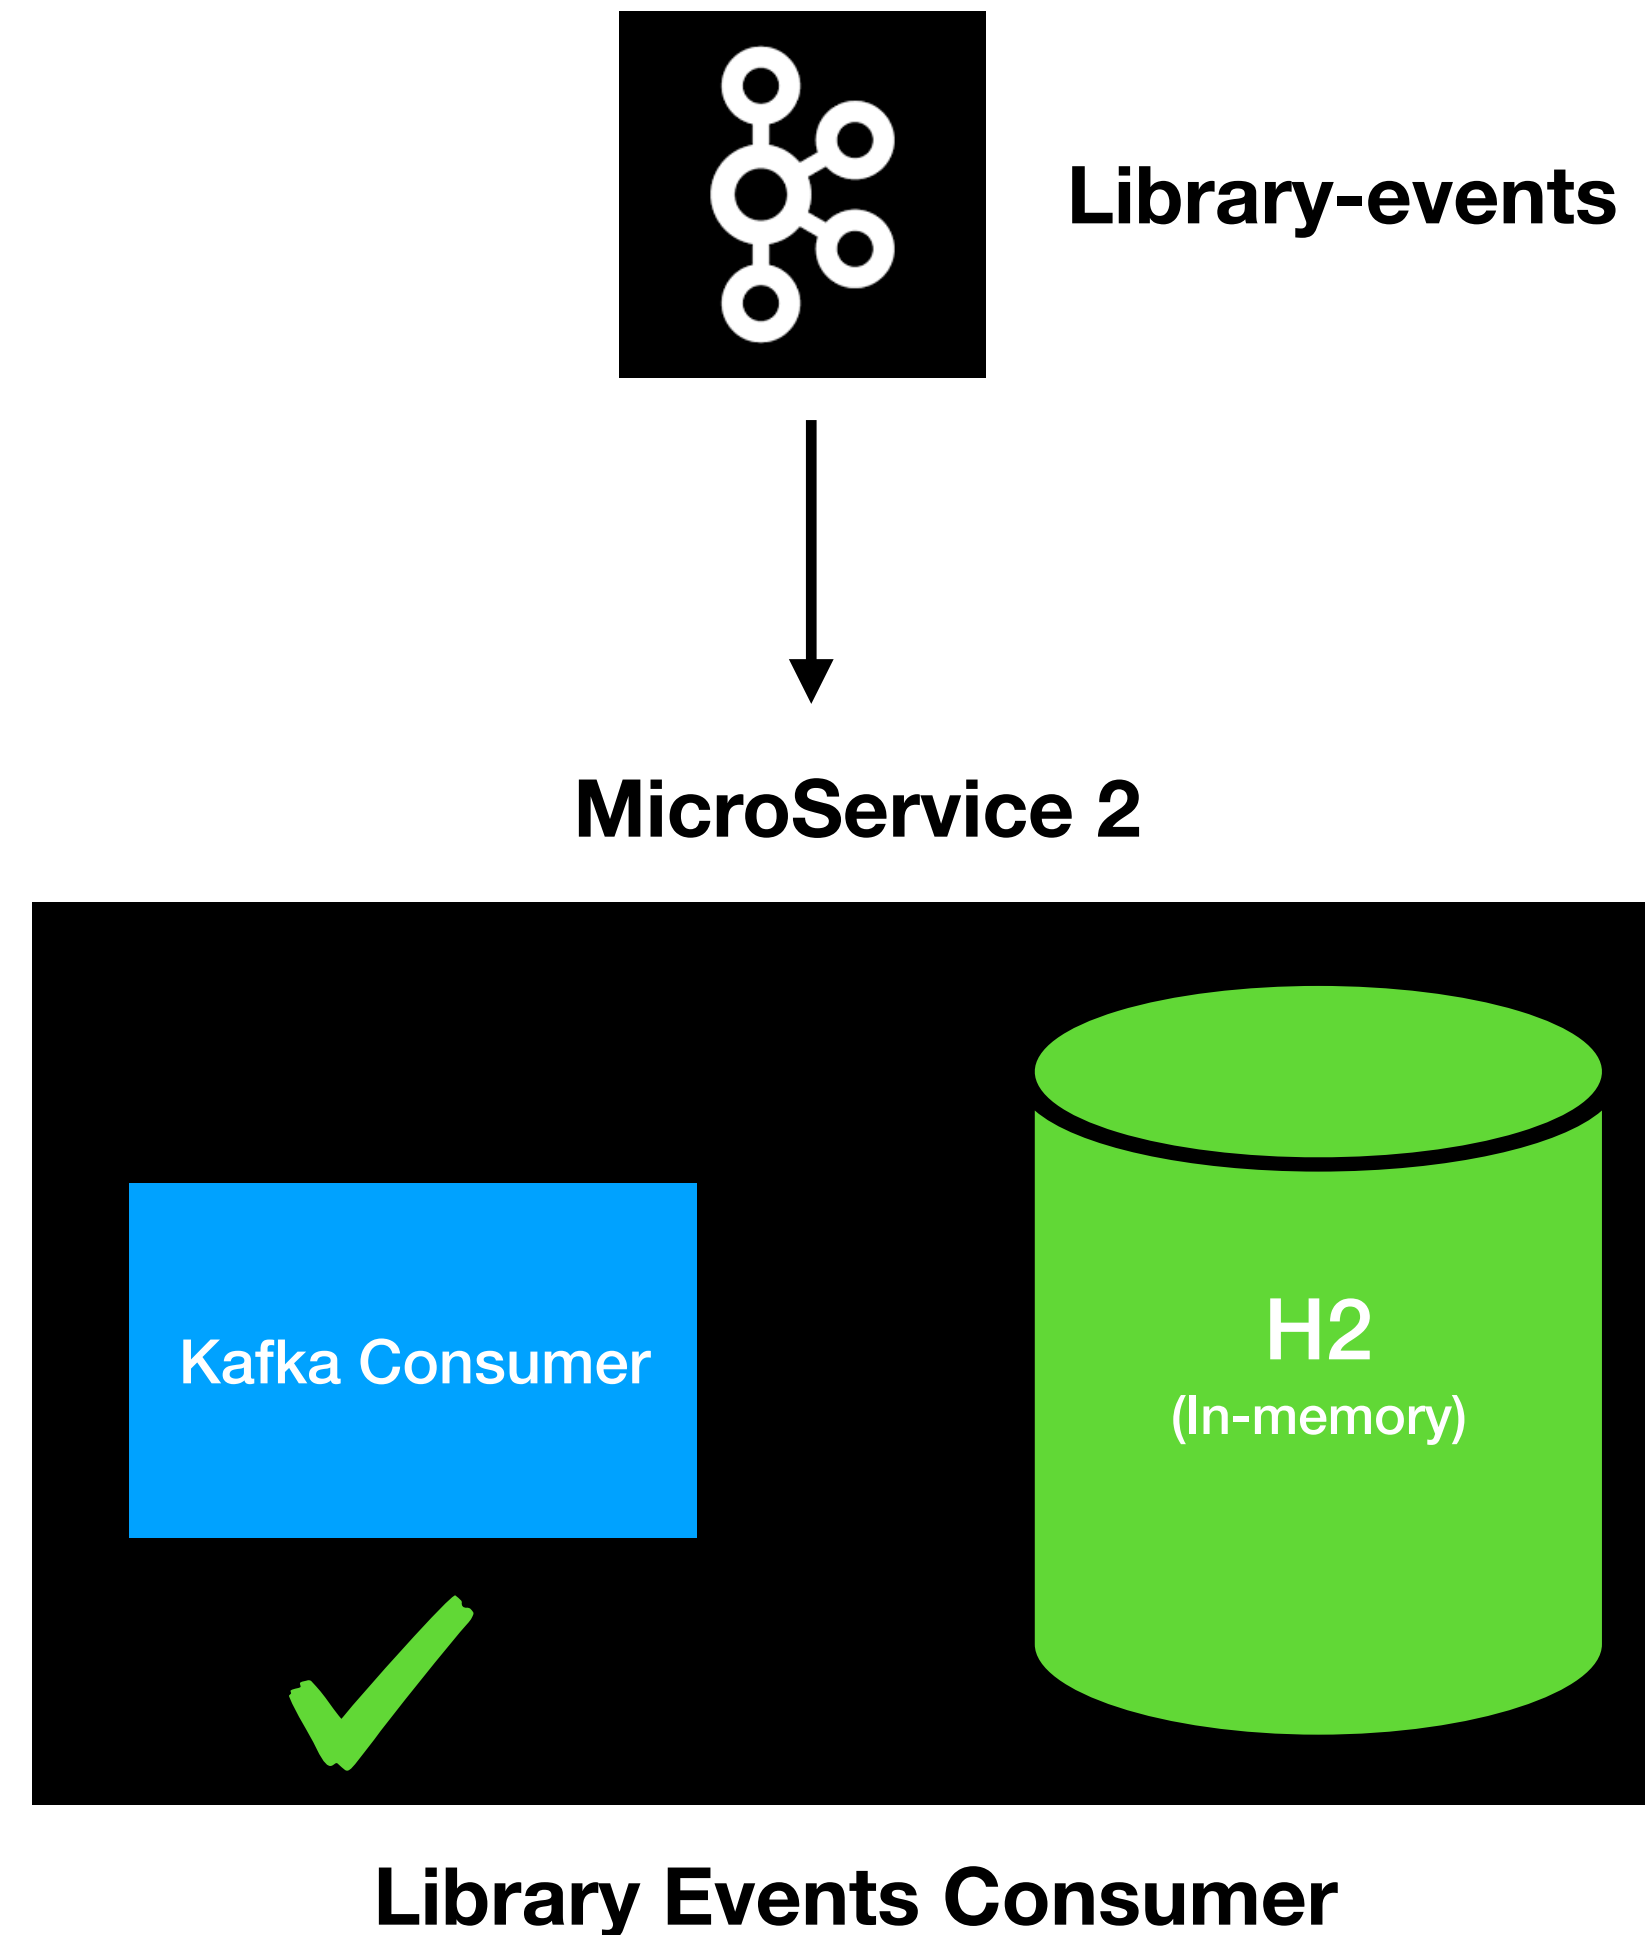 Library-events
MicroService 2
Kafka Consumer
H2
(In-memory)
Library Events Consumer